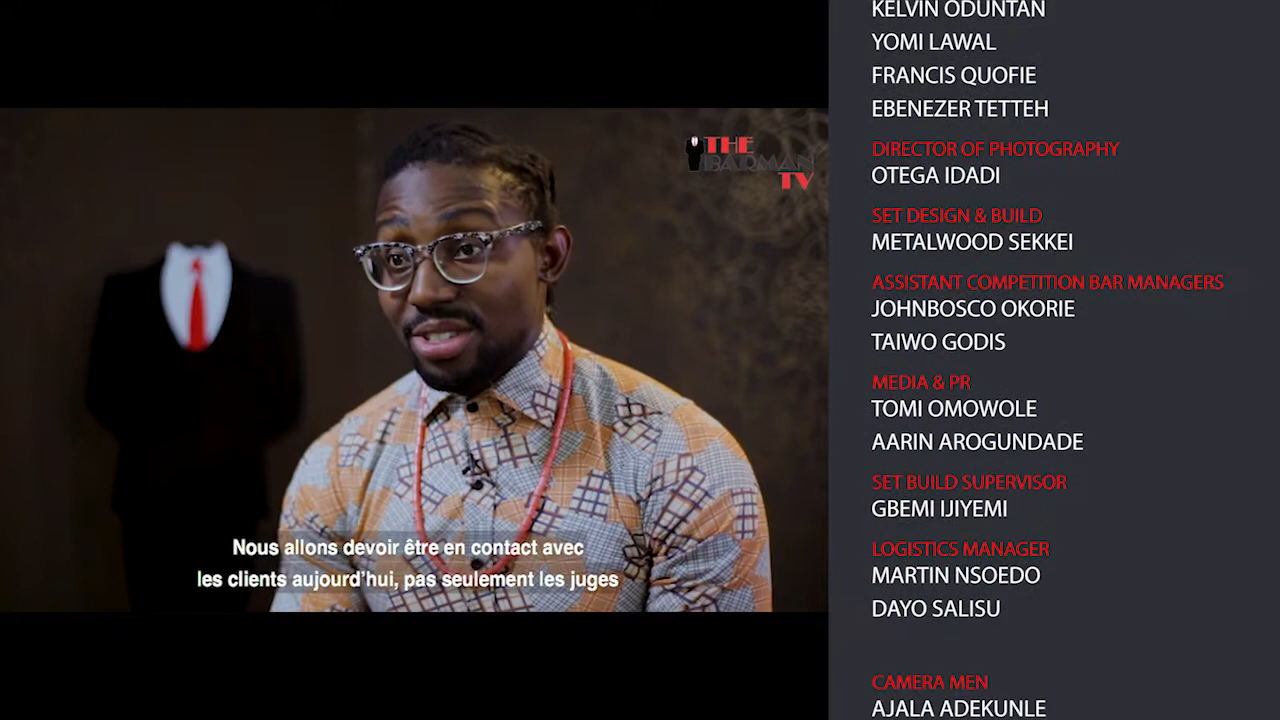 THE
BARMAN
TV
Nous allons devoir être en contact avec
les clients aujourd'hui, pas seulement les juges
KELVIN ODUNTAN
YOMI LAWAL
FRANCIS QUOFIE
EBENEZER TETTEH
DIRECTOR OF PHOTOGRAPHY
OTEGA IDADI
SET DESIGN & BUILD
METALWOOD SEKKEI
ASSISTANT COMPETITION BAR MANAGERS
JOHNBOSCO OKORIE
TAIWO GODIS
MEDIA & PR
TOMI OMOWOLE
AARIN AROGUNDADE
SET BUILD SUPERVISOR
GBEMI IJIYEMI
LOGISTICS MANAGER
MARTIN NSOEDO
DAYO SALISU
CAMERA MEN
AJALA ADEKUNLE